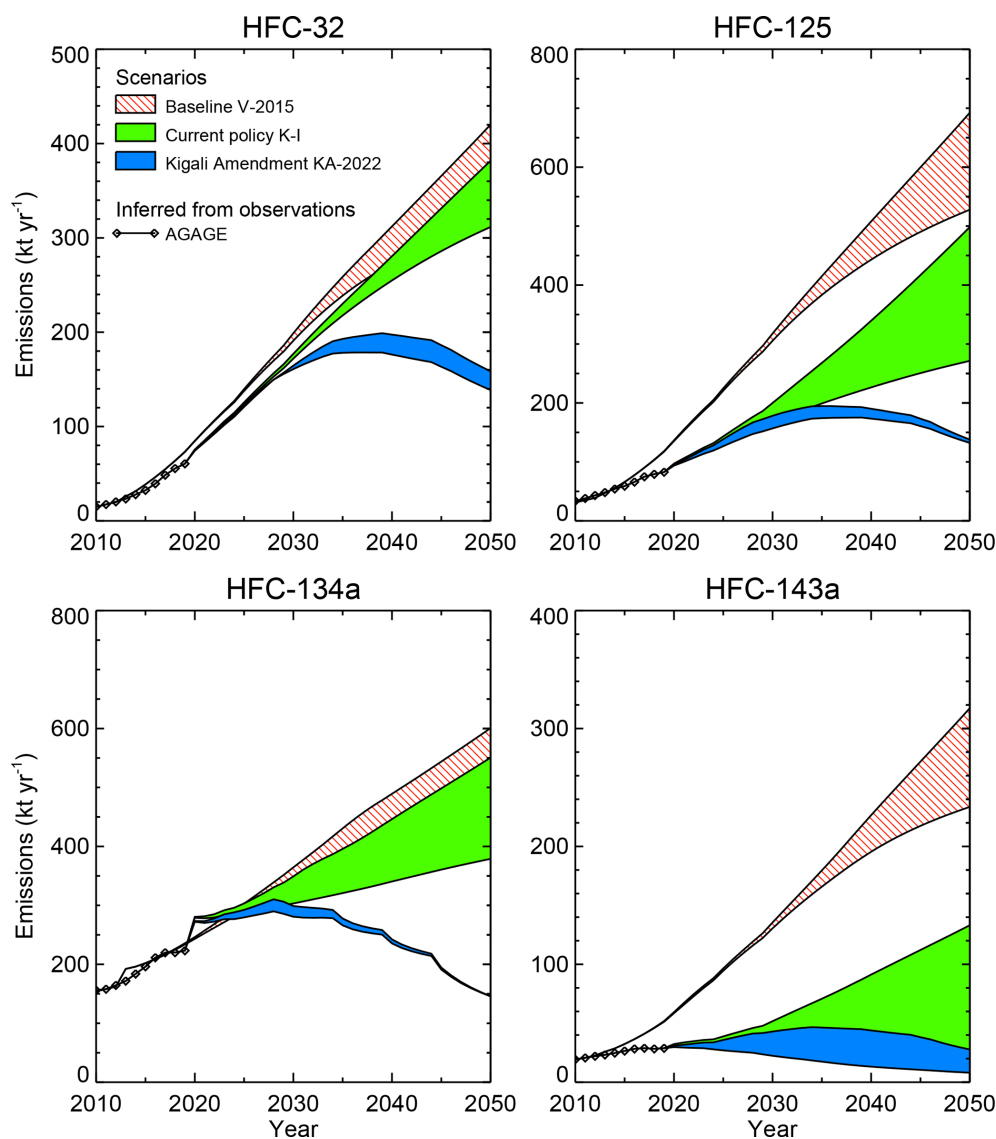 HFC-32
500
400
300
200
100
0
Emissions (kt yr-1)
2010 2020 2030 2040 2050
Scenarios
Baseline V-2015
Current policy K-I
Kigali Amendment KA-2022
Inferred from observations
AGAGE
HFC-125
800
600
400
200
0
2010 2020 2030 2040 2050
HFC-134a
800
600
400
200
0
Emissions (kt yr-1)
2010 2020 2030 2040 2050
Year
HFC-143a
400
300
200
100
0
2010 2020 2030 2040 2050
Year